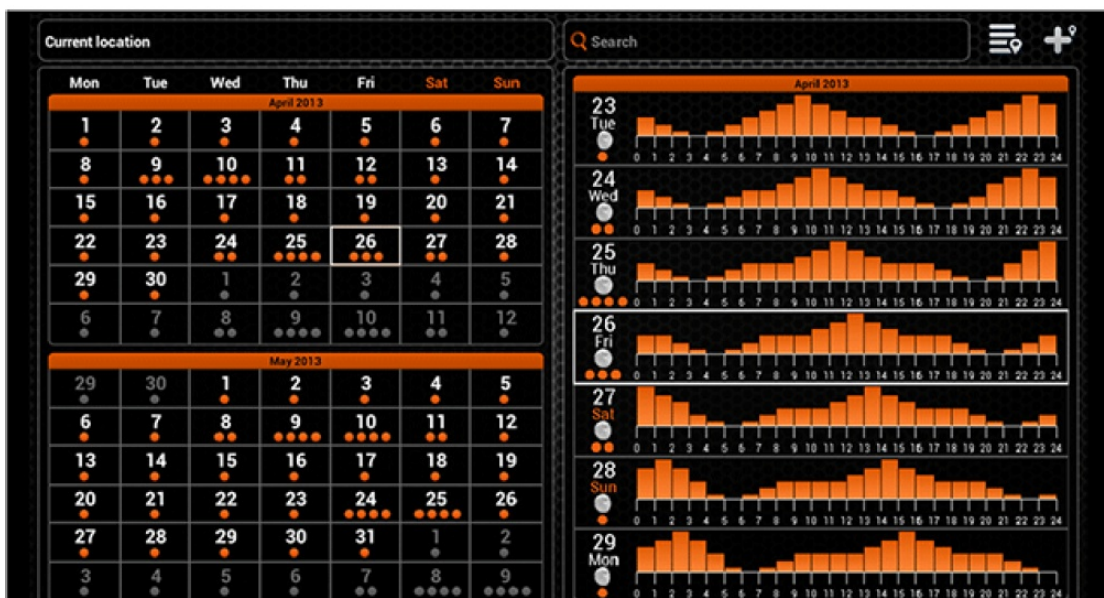 Current location
Search
Mon Tue Wed Thu Fri Sat Sun
April 2013
1 2 3 4 5 6 7
8 9 10 11 12 13 14
15 16 17 18 19 20 21
22 23 24 25 26 27 28
29 30 1 2 3 4 5
6 7 8 9 10 11 12
May 2013
29 30 1 2 3 4 5
6 7 8 9 10 11 12
13 14 15 16 17 18 19
20 21 22 23 24 25 26
27 28 29 30 31 1 2
3 4 5 6 7 8 9
April 2013
23
Tue
0 1 2 3 4 5 6 7 8 9 10 11 12 13 14 15 16 17 18 19 20 21 22 23 24
24
Wed
0 1 2 3 4 5 6 7 8 9 10 11 12 13 14 15 16 17 18 19 20 21 22 23 24
25
Thu
0 1 2 3 4 5 6 7 8 9 10 11 12 13 14 15 16 17 18 19 20 21 22 23 24
26
Fri
0 1 2 3 4 5 6 7 8 9 10 11 12 13 14 15 16 17 18 19 20 21 22 23 24
27
Sat
0 1 2 3 4 5 6 7 8 9 10 11 12 13 14 15 16 17 18 19 20 21 22 23 24
28
Sun
0 1 2 3 4 5 6 7 8 9 10 11 12 13 14 15 16 17 18 19 20 21 22 23 24
29
Mon
0 1 2 3 4 5 6 7 8 9 10 11 12 13 14 15 16 17 18 19 20 21 22 23 24